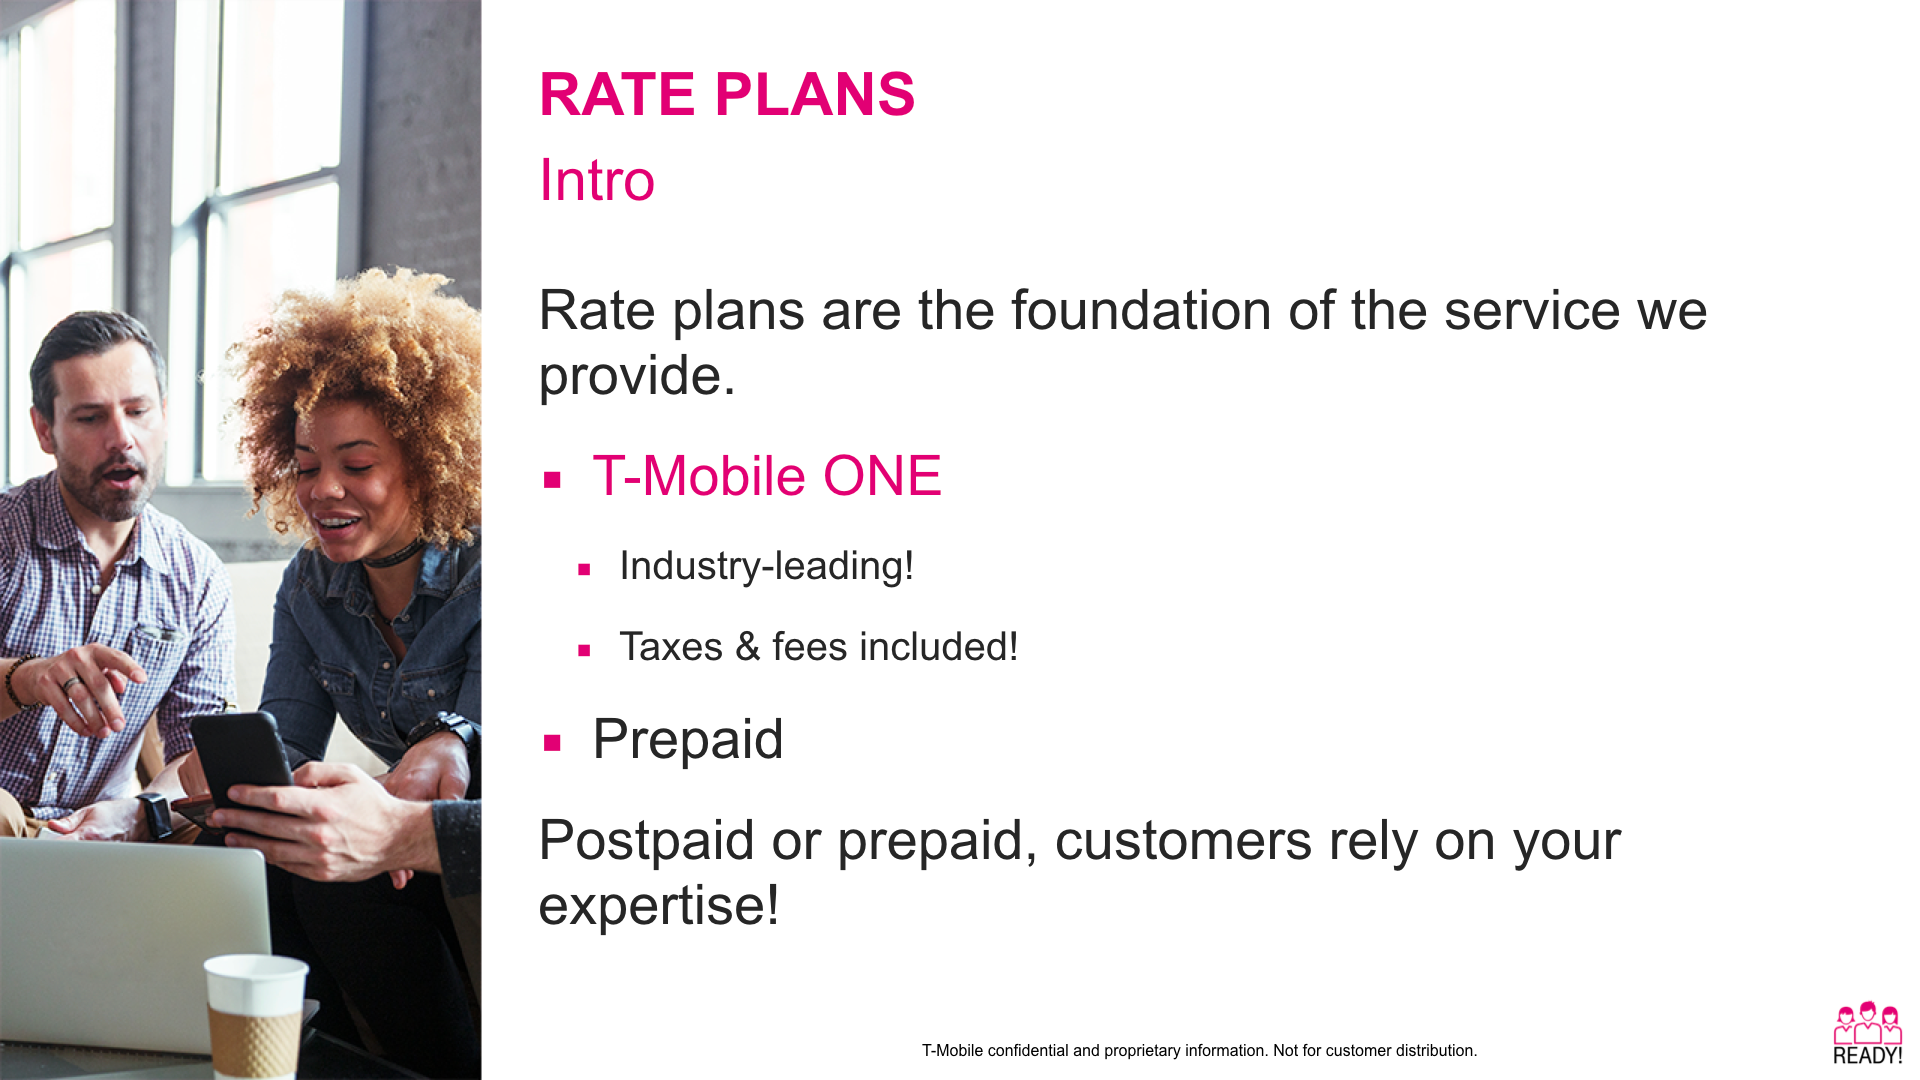 RATE PLANS
Intro
Rate plans are the foundation of the service we
provide.
T-Mobile ONE
Industry-leading!
Taxes & fees included!
Prepaid
Postpaid or prepaid, customers rely on your
expertise!
T-Mobile confidential and proprietary information. Not for customer distribution.
READY!